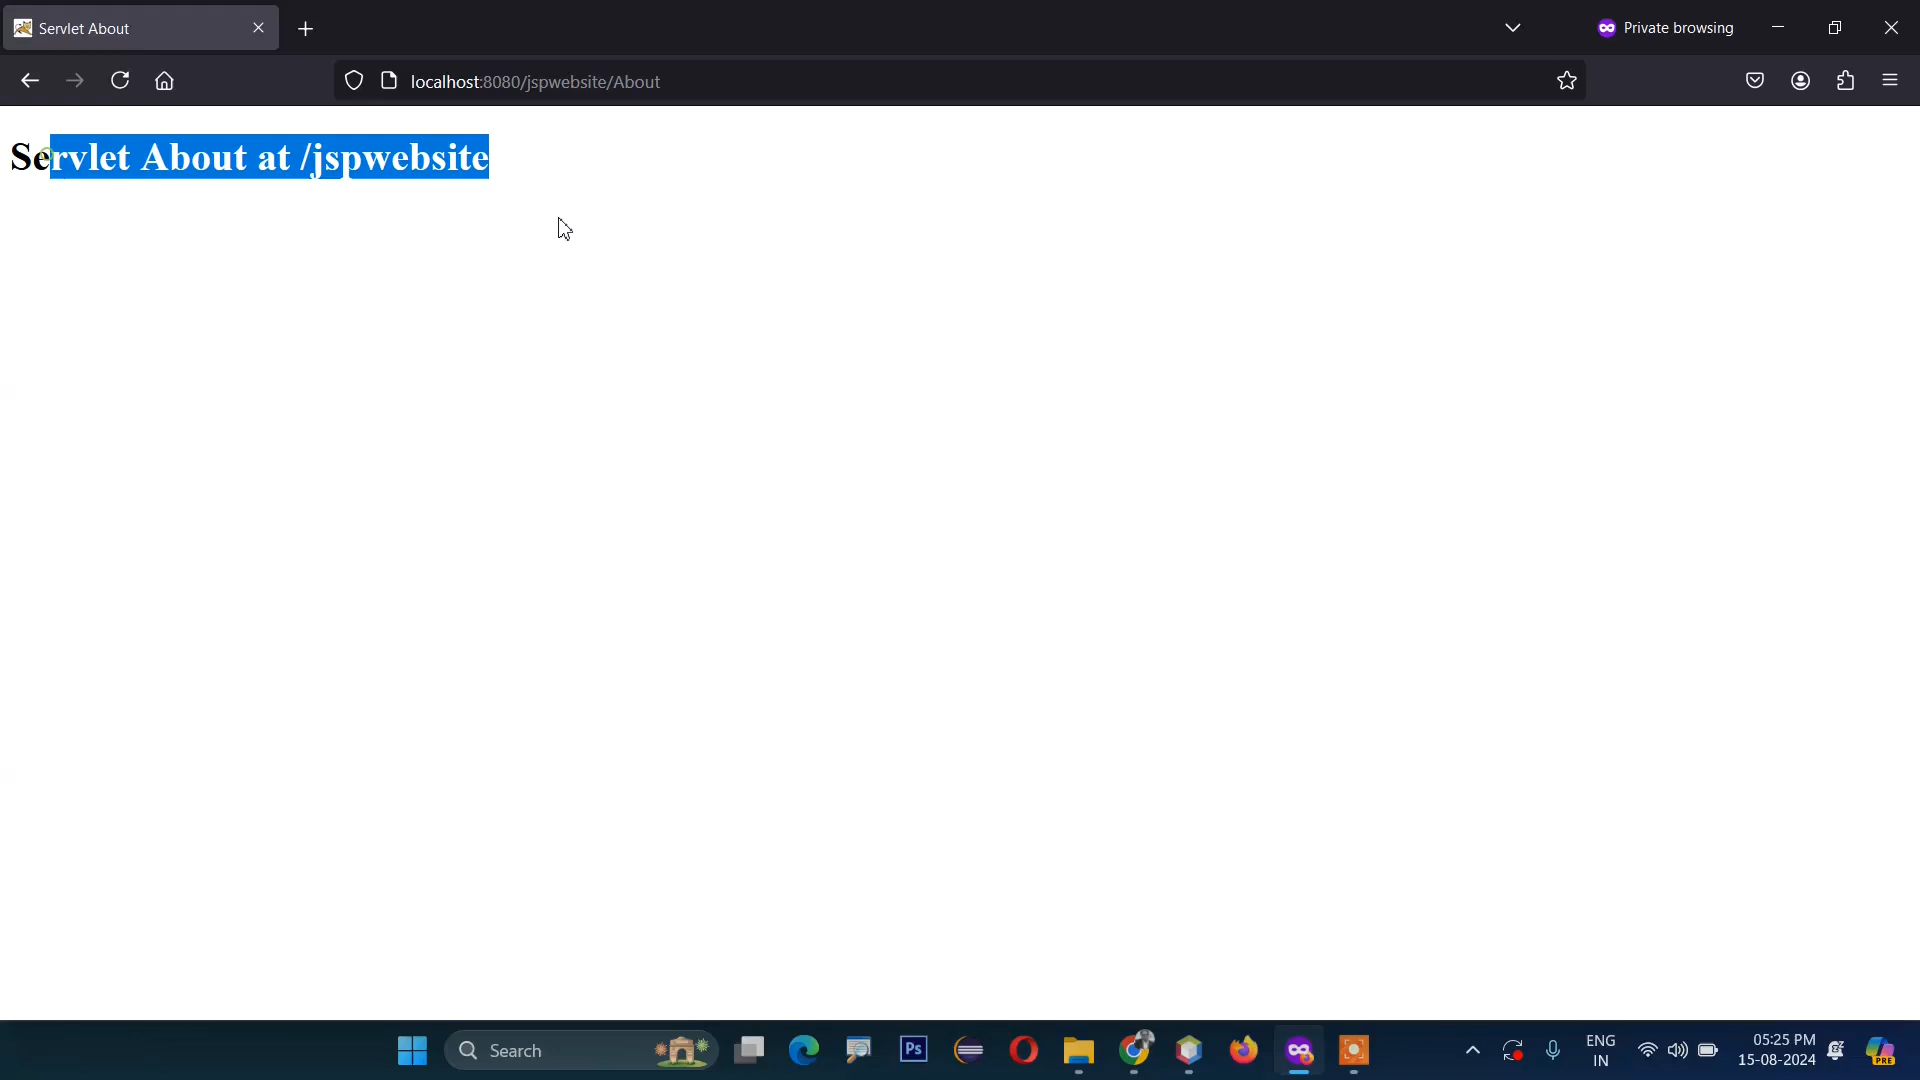 Servlet About
Private browsing
localhost:8080/jspwebsite/About
Servlet About at /jspwebsite
Search
Ps
ENG
IN
05:25 PM
15-08-2024
PRE